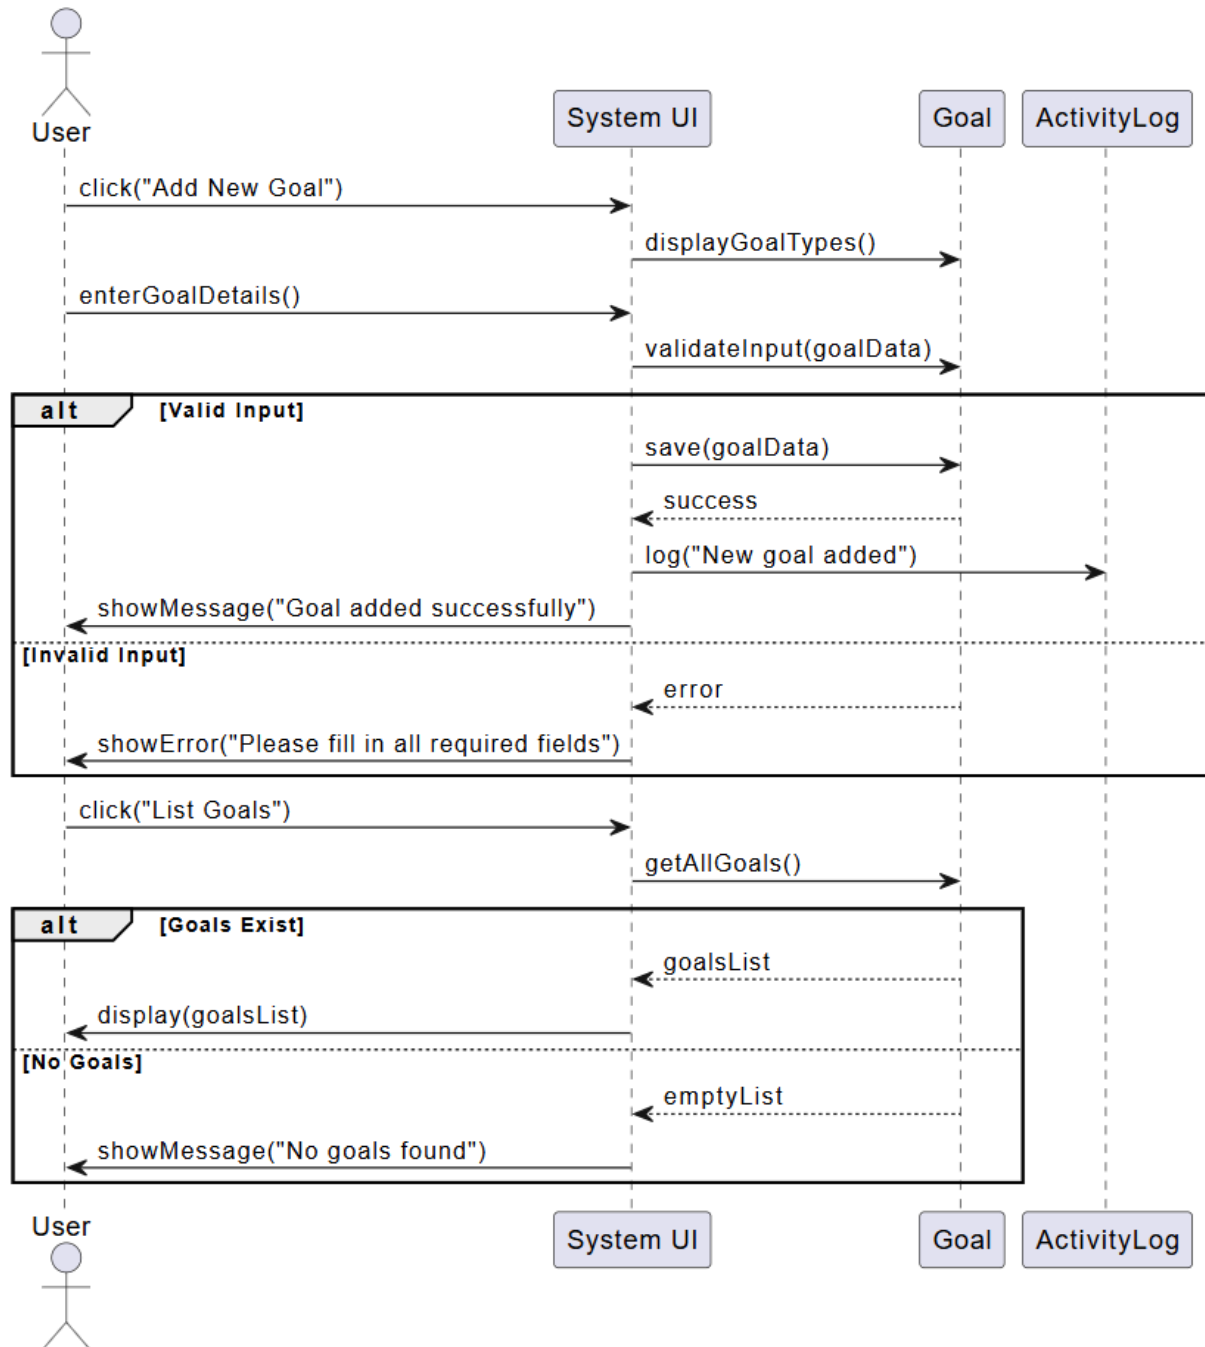 User
System UI
Goal
ActivityLog
click("Add New Goal")
displayGoalTypes()
enterGoalDetails()
validateInput(goalData)
alt
[Valid Input]
save(goalData)
success
log("New goal added")
showMessage("Goal added successfully")
[Invalid Input]
error
showError("Please fill in all required fields")
click("List Goals")
getAllGoals()
alt
[Goals Exist]
goalsList
display(goalsList)
[No Goals]
emptyList
showMessage("No goals found")
User
System UI
Goal
ActivityLog